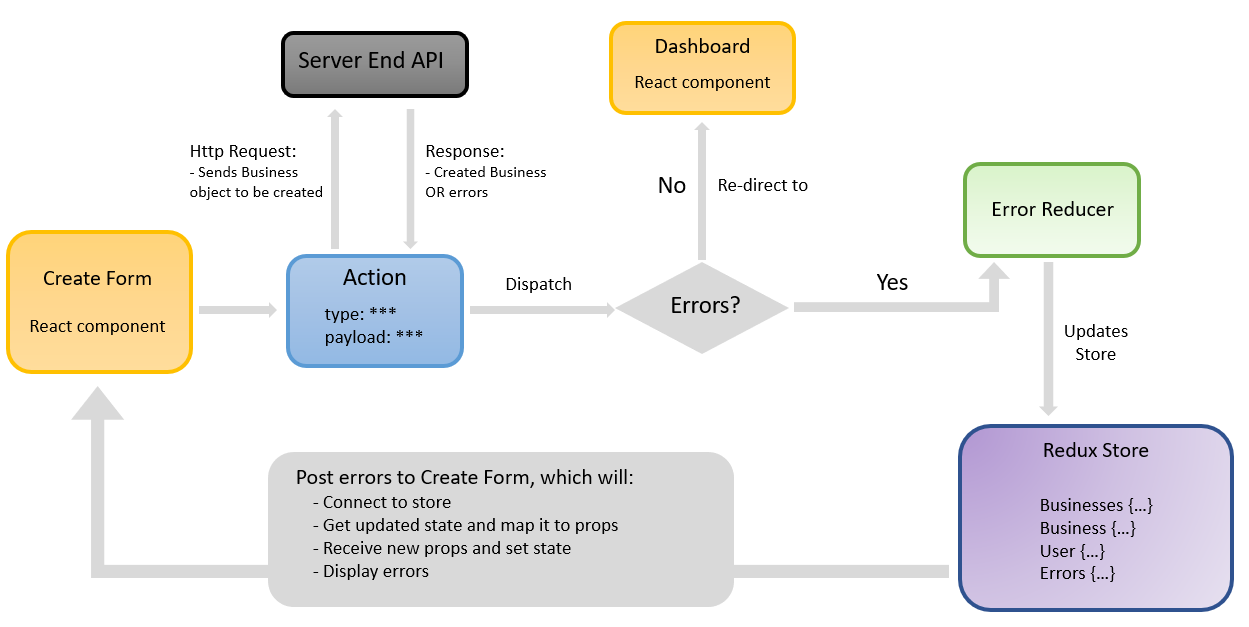 Server End API
Dashboard
React component
Http Request:
- Sends Business
object to be created
Response:
- Created Business
OR errors
No
Re-direct to
Error Reducer
Create Form
React component
Action
type: ***
payload: ***
Dispatch
Errors?
Yes
Updates
Store
Post errors to Create Form, which will:
- Connect to store
- Get updated state and map it to props
- Receive new props and set state
- Display errors
Redux Store
Businesses {...}
Business {...}
User {...}
Errors {...}